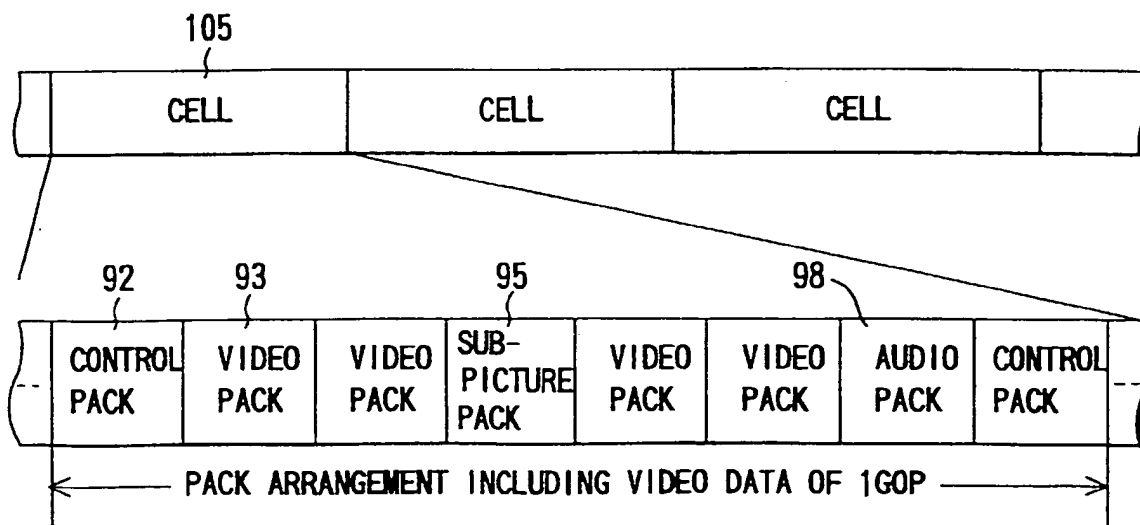 105
CELL CELL CELL
92 93 95 98
CONTROL PACK
VIDEO PACK
VIDEO PACK
SUB-PICTURE PACK
VIDEO PACK
VIDEO PACK
AUDIO PACK
CONTROL PACK
PACK ARRANGEMENT INCLUDING VIDEO DATA OF 1GOP